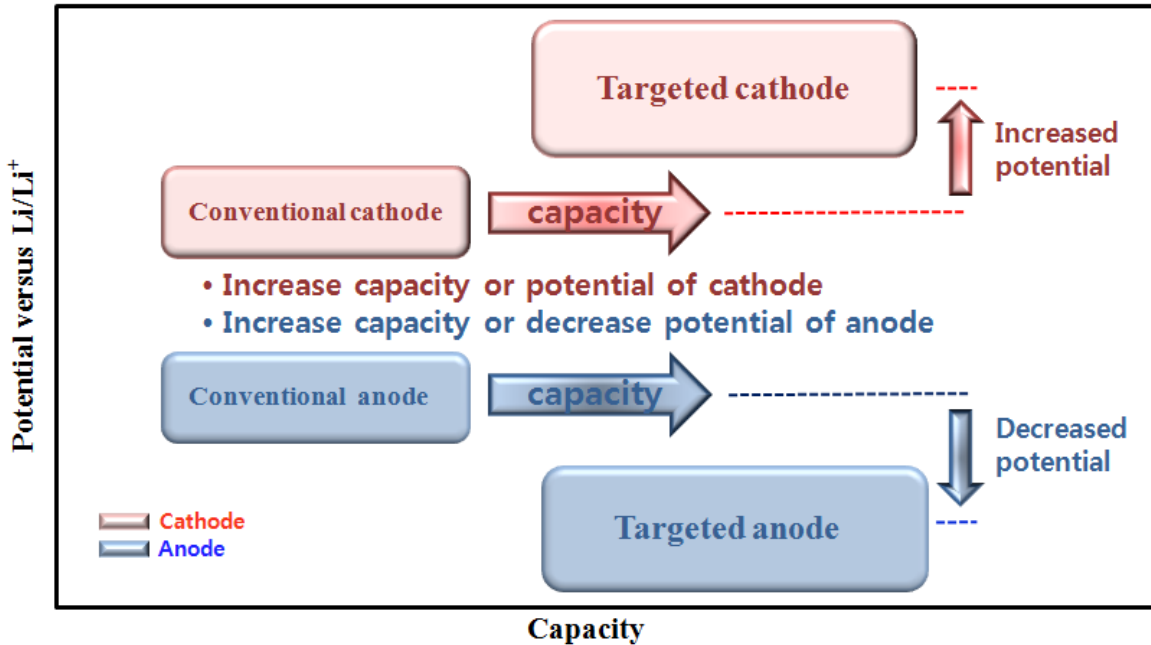 Potential versus Li/Li⁺
Targeted cathode
Increased
potential
Conventional cathode
capacity
• Increase capacity or potential of cathode
• Increase capacity or decrease potential of anode
Conventional anode
capacity
Decreased
potential
Targeted anode
Cathode
Anode
Capacity